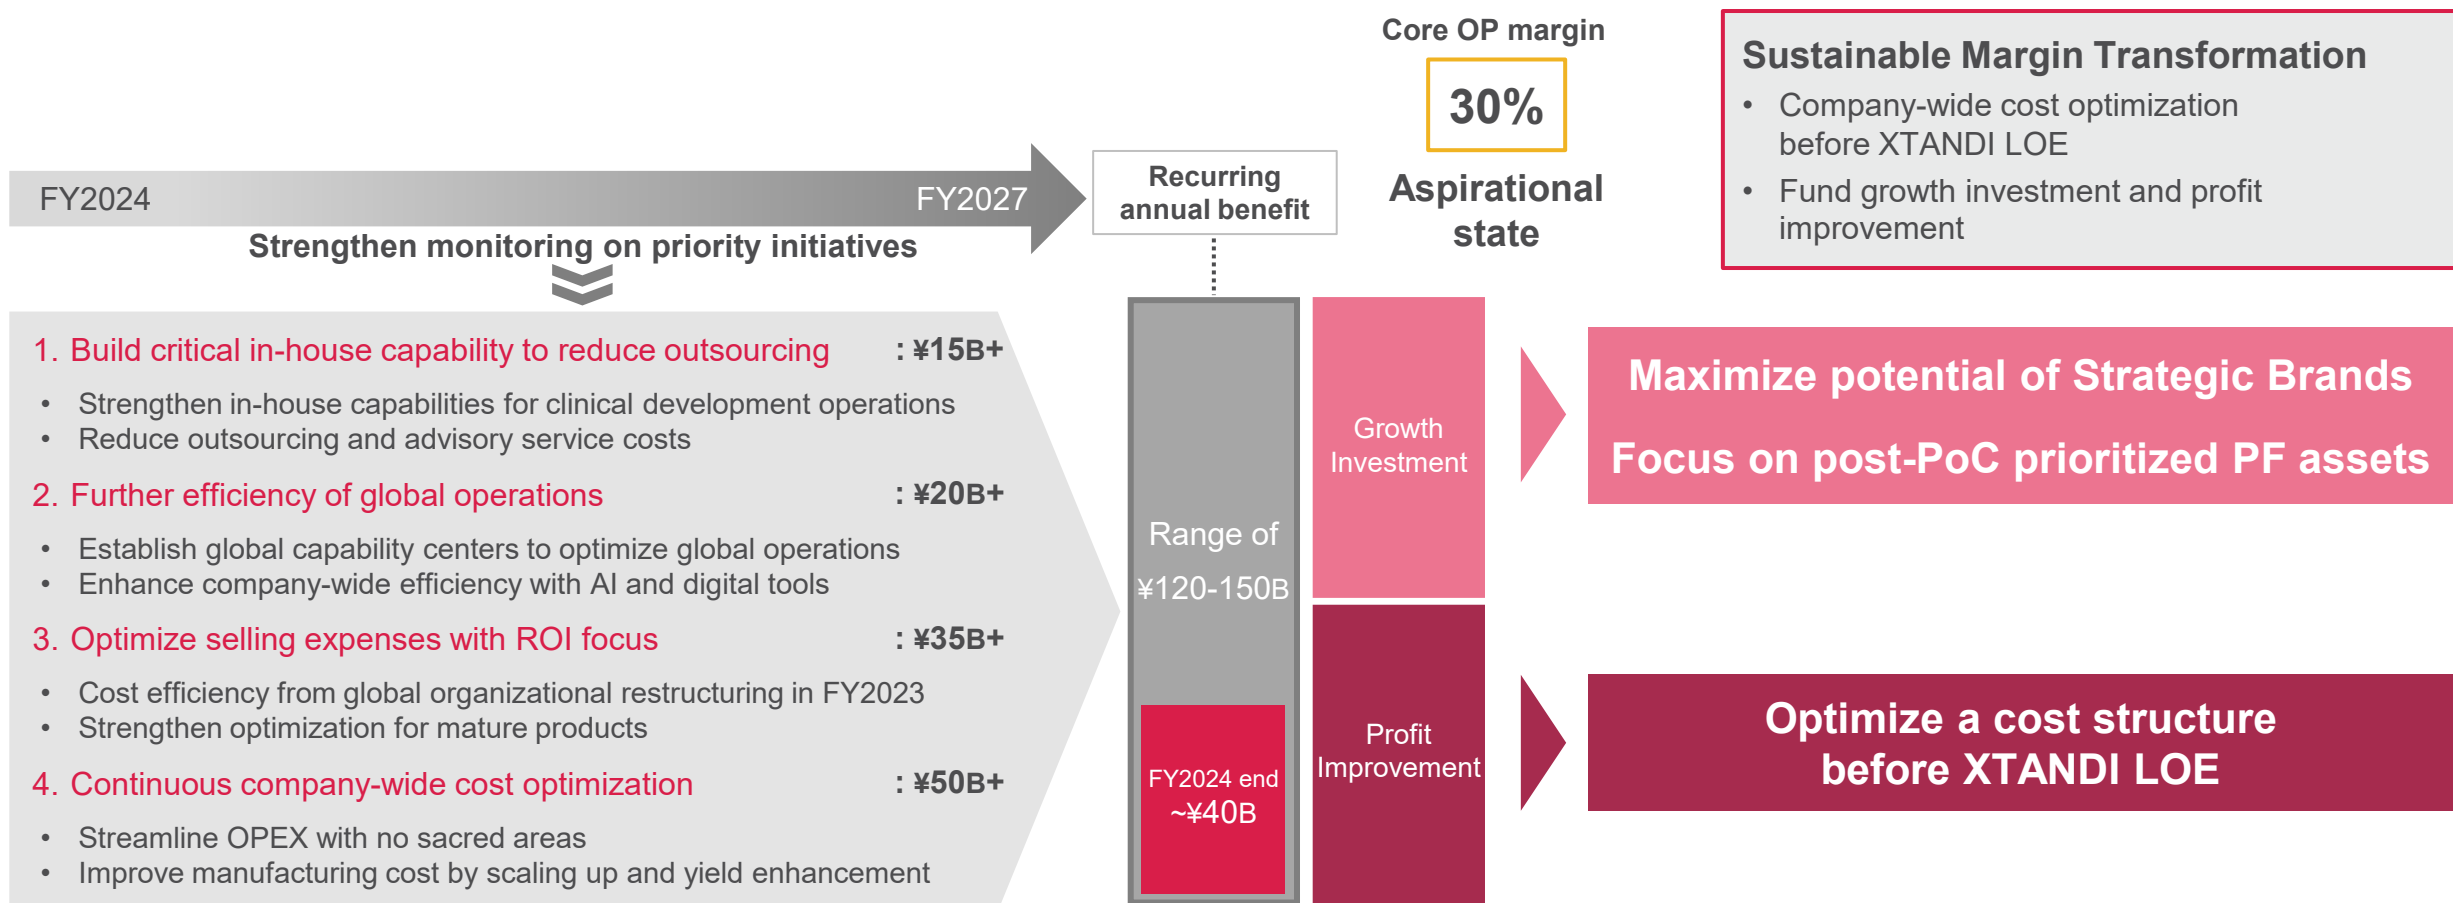 Core OP margin
30%
Aspirational
state
Sustainable Margin Transformation
• Company-wide cost optimization
before XTANDI LOE
• Fund growth investment and profit
improvement
FY2024
FY2027
Recurring
annual benefit
Strengthen monitoring on priority initiatives
1. Build critical in-house capability to reduce outsourcing : ¥15B+
• Strengthen in-house capabilities for clinical development operations
• Reduce outsourcing and advisory service costs
2. Further efficiency of global operations : ¥20B+
• Establish global capability centers to optimize global operations
• Enhance company-wide efficiency with AI and digital tools
3. Optimize selling expenses with ROI focus : ¥35B+
• Cost efficiency from global organizational restructuring in FY2023
• Strengthen optimization for mature products
4. Continuous company-wide cost optimization : ¥50B+
• Streamline OPEX with no sacred areas
• Improve manufacturing cost by scaling up and yield enhancement
Range of
¥120-150B
FY2024 end
~¥40B
Growth
Investment
Profit
Improvement
Maximize potential of Strategic Brands
Focus on post-PoC prioritized PF assets
Optimize a cost structure
before XTANDI LOE